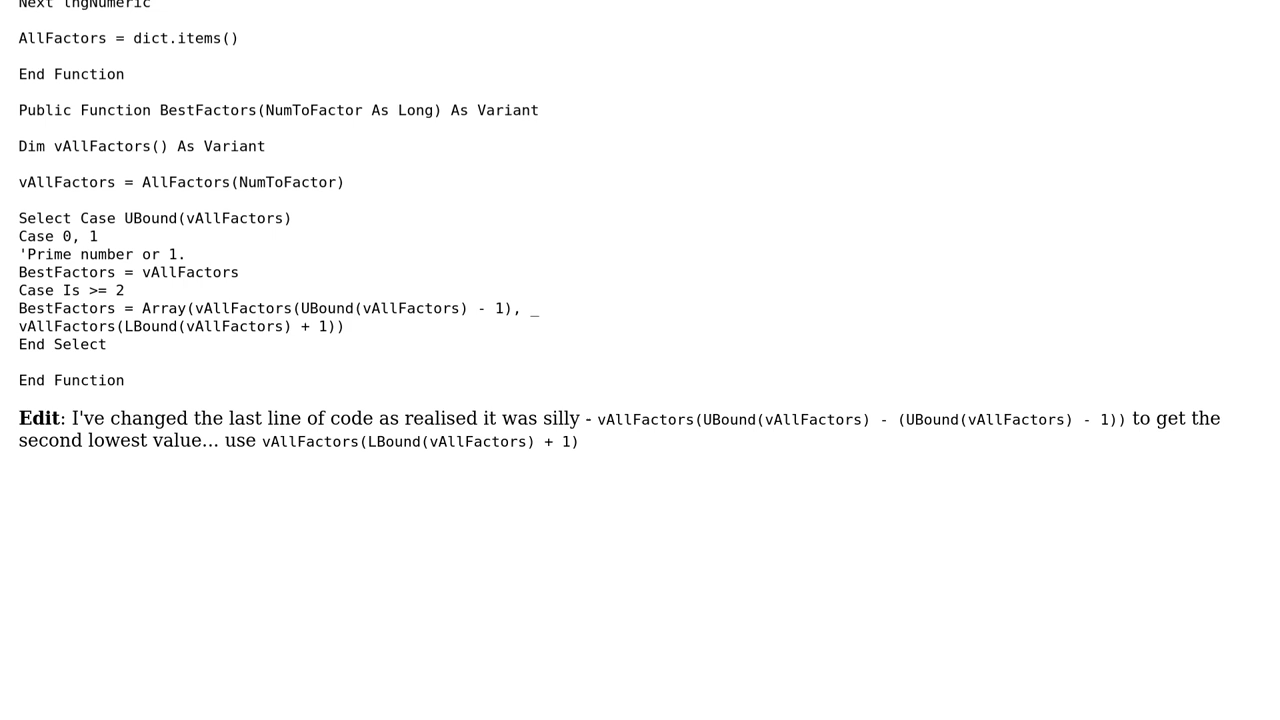 Next lngNumeric
AllFactors = dict.items()
End Function
Public Function BestFactors(NumToFactor As Long) As Variant
Dim vAllFactors() As Variant
vAllFactors = AllFactors(NumToFactor)
Select Case UBound(vAllFactors)
Case 0, 1
'Prime number or 1.
BestFactors = vAllFactors
Case Is >= 2
BestFactors = Array(vAllFactors(UBound(vAllFactors) - 1), _
vAllFactors(LBound(vAllFactors) + 1))
End Select
End Function
Edit: I've changed the last line of code as realised it was silly - vAllFactors(UBound(vAllFactors) - (UBound(vAllFactors) - 1)) to get the
second lowest value... use vAllFactors(LBound(vAllFactors) + 1)